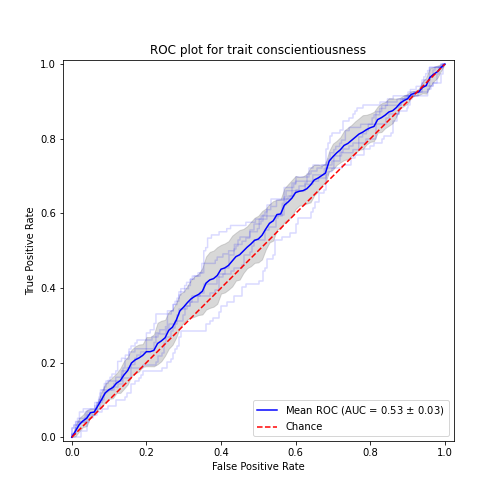 ROC plot for trait conscientiousness
1.0
0.8
0.6
0.4
0.2
0.0
True Positive Rate
0.0 0.2 0.4 0.6 0.8 1.0
False Positive Rate
Mean ROC (AUC = 0.53 ± 0.03)
Chance